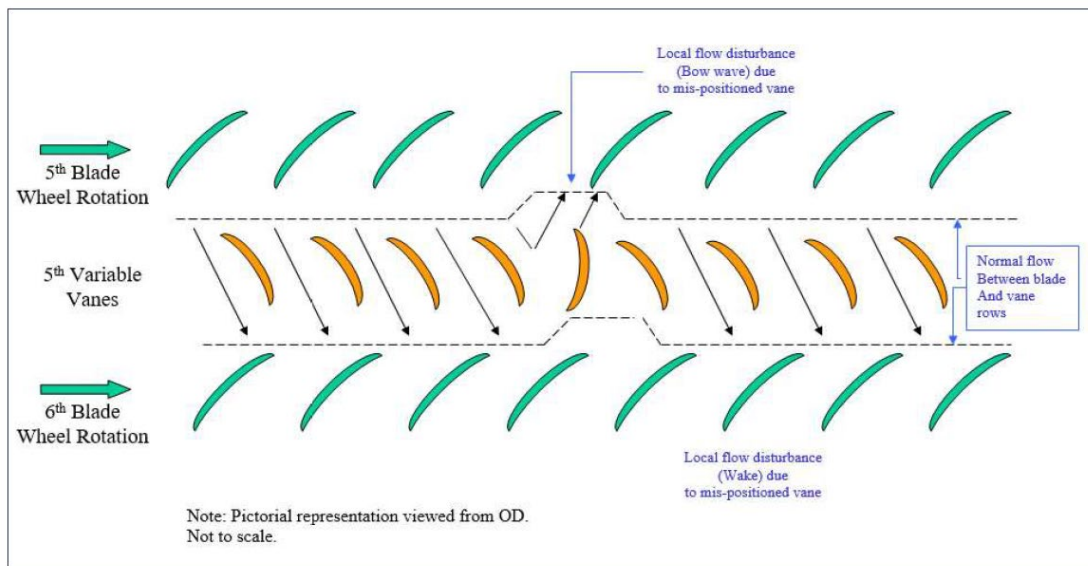 Local flow disturbance
(Bow wave) due
to mis-positioned vane
5th Blade
Wheel Rotation
5th Variable
Vanes
Normal flow
Between blade
And vane
rows
6th Blade
Wheel Rotation
Local flow disturbance
(Wake) due
to mis-positioned vane
Note: Pictorial representation viewed from OD.
Not to scale.